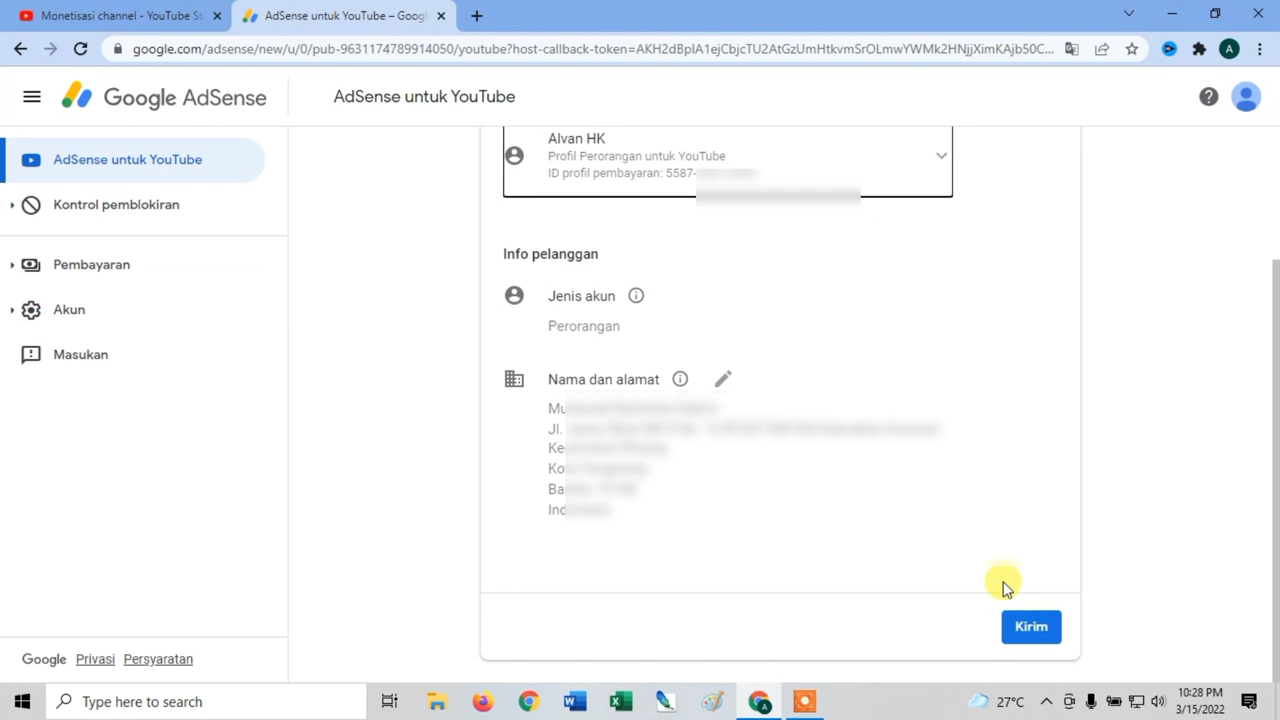 Monetisasi channel - YouTube St
AdSense untuk YouTube – Goog
google.com/adsense/new/u/0/pub-9631174789914050/youtube?host-callback-token=AKH2dBplA1ejCbjcTU2AtGzUmHtkvmSrOLmwYWMk2HNjjXimKAjb50C...
A
Google AdSense
AdSense untuk YouTube
AdSense untuk YouTube
Kontrol pemblokiran
Pembayaran
Akun
Masukan
Alvan HK
Profil Perorangan untuk YouTube
ID profil pembayaran: 5587-
Info pelanggan
Jenis akun
Perorangan
Nama dan alamat
Jl.
Kirim
Google Privasi Persyaratan
Type here to search
27°C
10:28 PM
3/15/2022